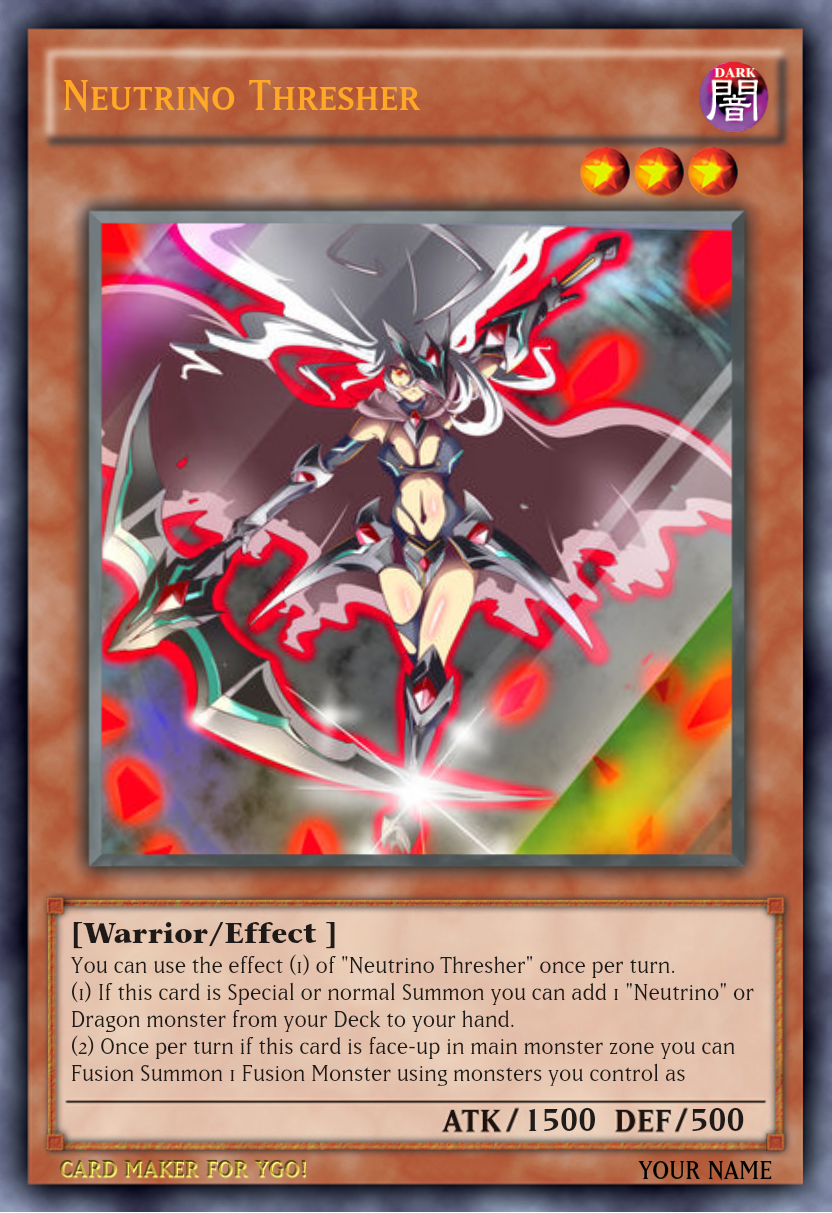 Neutrino Thresher
DARK
闇
[Warrior/Effect ]
You can use the effect (1) of "Neutrino Thresher" once per turn.
(1) If this card is Special or normal Summon you can add 1 "Neutrino" or
Dragon monster from your Deck to your hand.
(2) Once per turn if this card is face-up in main monster zone you can
Fusion Summon 1 Fusion Monster using monsters you control as
ATK/1500 DEF/500
CARD MAKER FOR YGO!
YOUR NAME